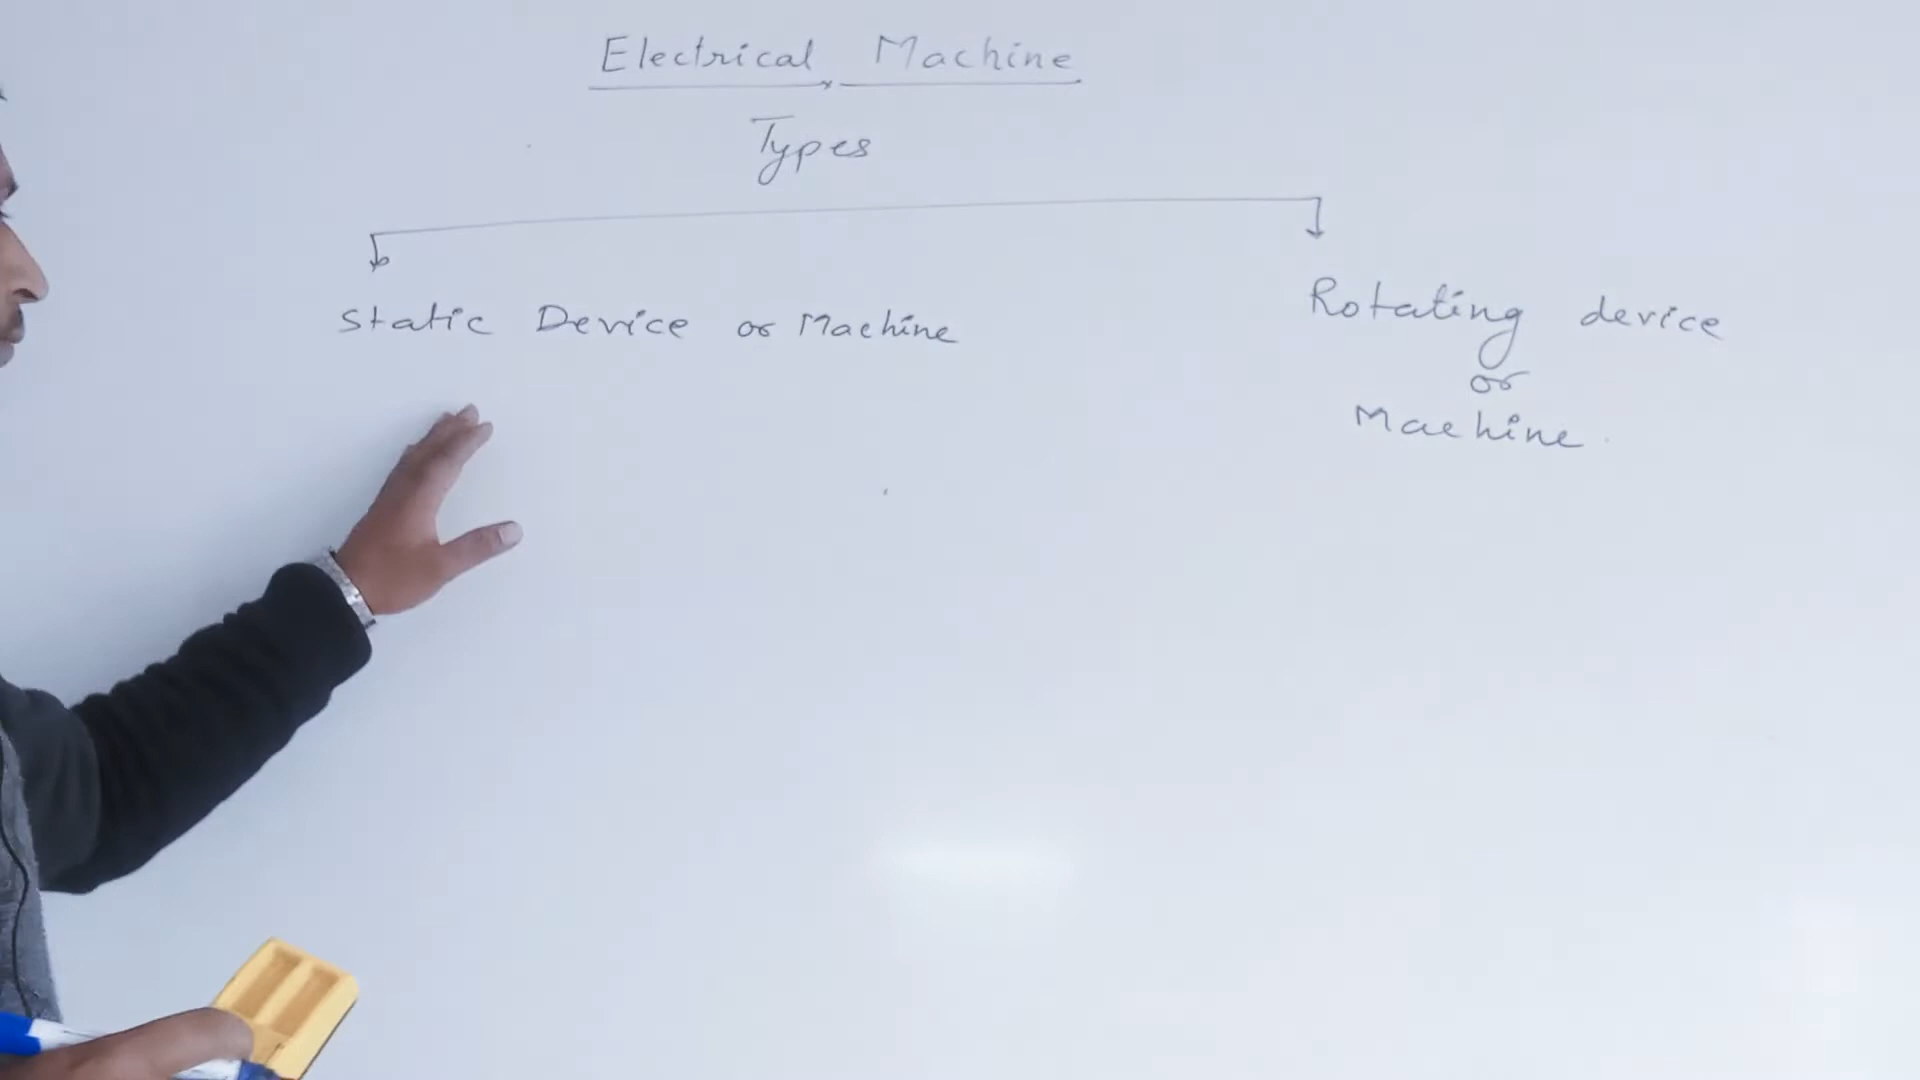 Electrical Machine
Types
Static Device or Machine
Rotating device
or
Machine